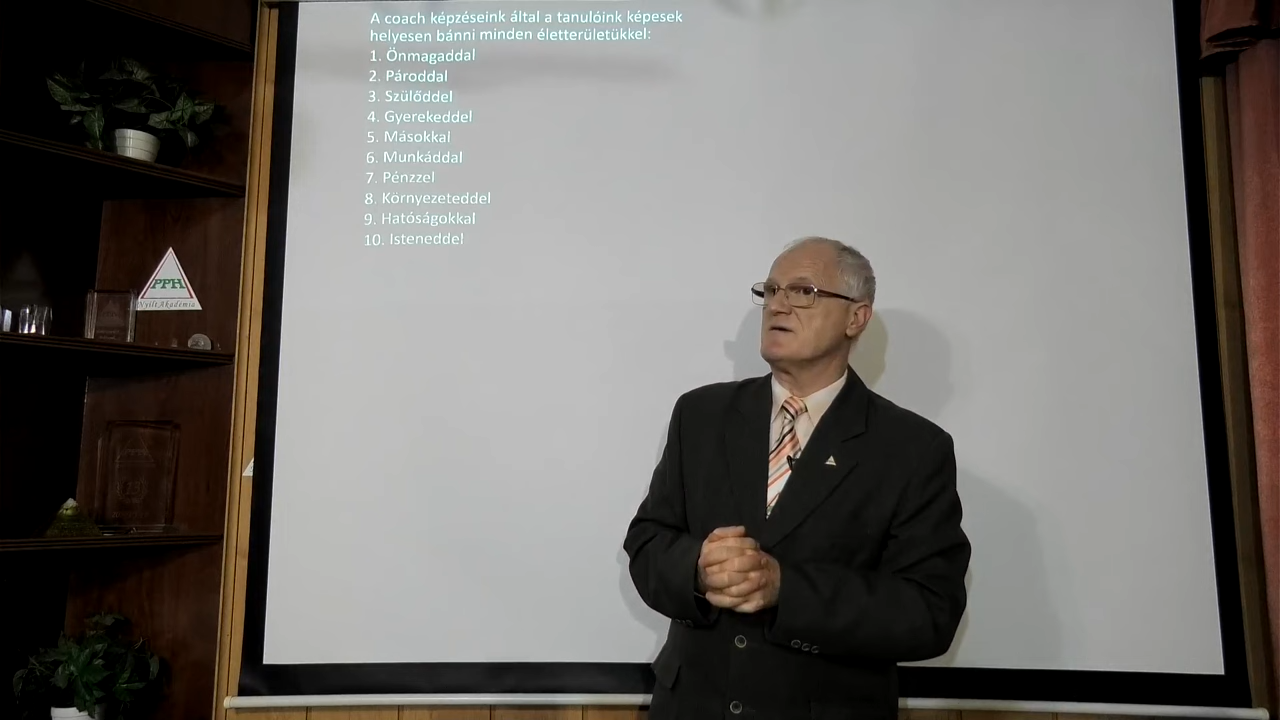 A coach képzéseink által a tanulóink képesek
helyesen bánni minden életterületükkel:
1. Önmagaddal
2. Pároddal
3. Szülőddel
4. Gyerekeddel
5. Másokkal
6. Munkáddal
7. Pénzzel
8. Környezeteddel
9. Hatóságokkal
10. Isteneddel
PPH
Nyílt Akadémia